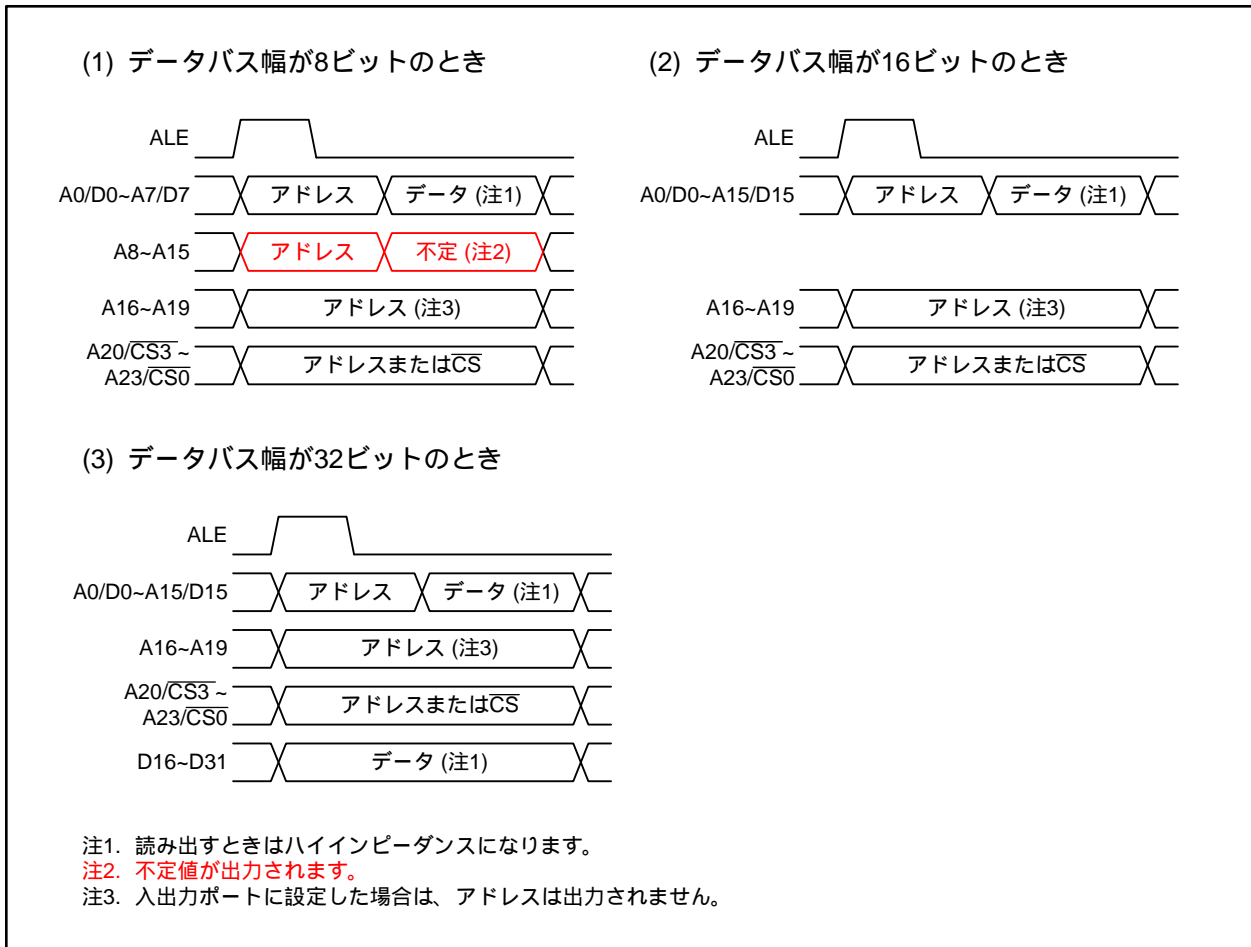 (1) データバス幅が8ビットのとき
ALE
A0/D0~A7/D7 アドレス データ (注1)
A8~A15 アドレス 不定 (注2)
A16~A19 アドレス (注3)
A20/CS3 ~
A23/CS0 アドレスまたはCS
(2) データバス幅が16ビットのとき
ALE
A0/D0~A15/D15 アドレス データ (注1)
A16~A19 アドレス (注3)
A20/CS3 ~
A23/CS0 アドレスまたはCS
(3) データバス幅が32ビットのとき
ALE
A0/D0~A15/D15 アドレス データ (注1)
A16~A19 アドレス (注3)
A20/CS3 ~
A23/CS0 アドレスまたはCS
D16~D31 データ (注1)
注1. 読み出すときはハイインピーダンスになります。
注2. 不定値が出力されます。
注3. 入出力ポートに設定した場合は、アドレスは出力されません。